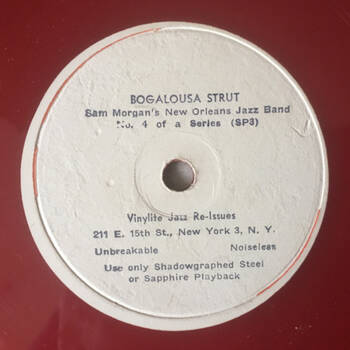 BOGALOUSA STRUT
Sam Morgan's New Orleans Jazz Band
No. 4 of a Series (SP3)
Vinylite Jazz Re-Issues
211 E. 15th St., New York 3, N. Y.
Unbreakable Noiseless
Use only Shadowgraphed Steel
or Sapphire Playback